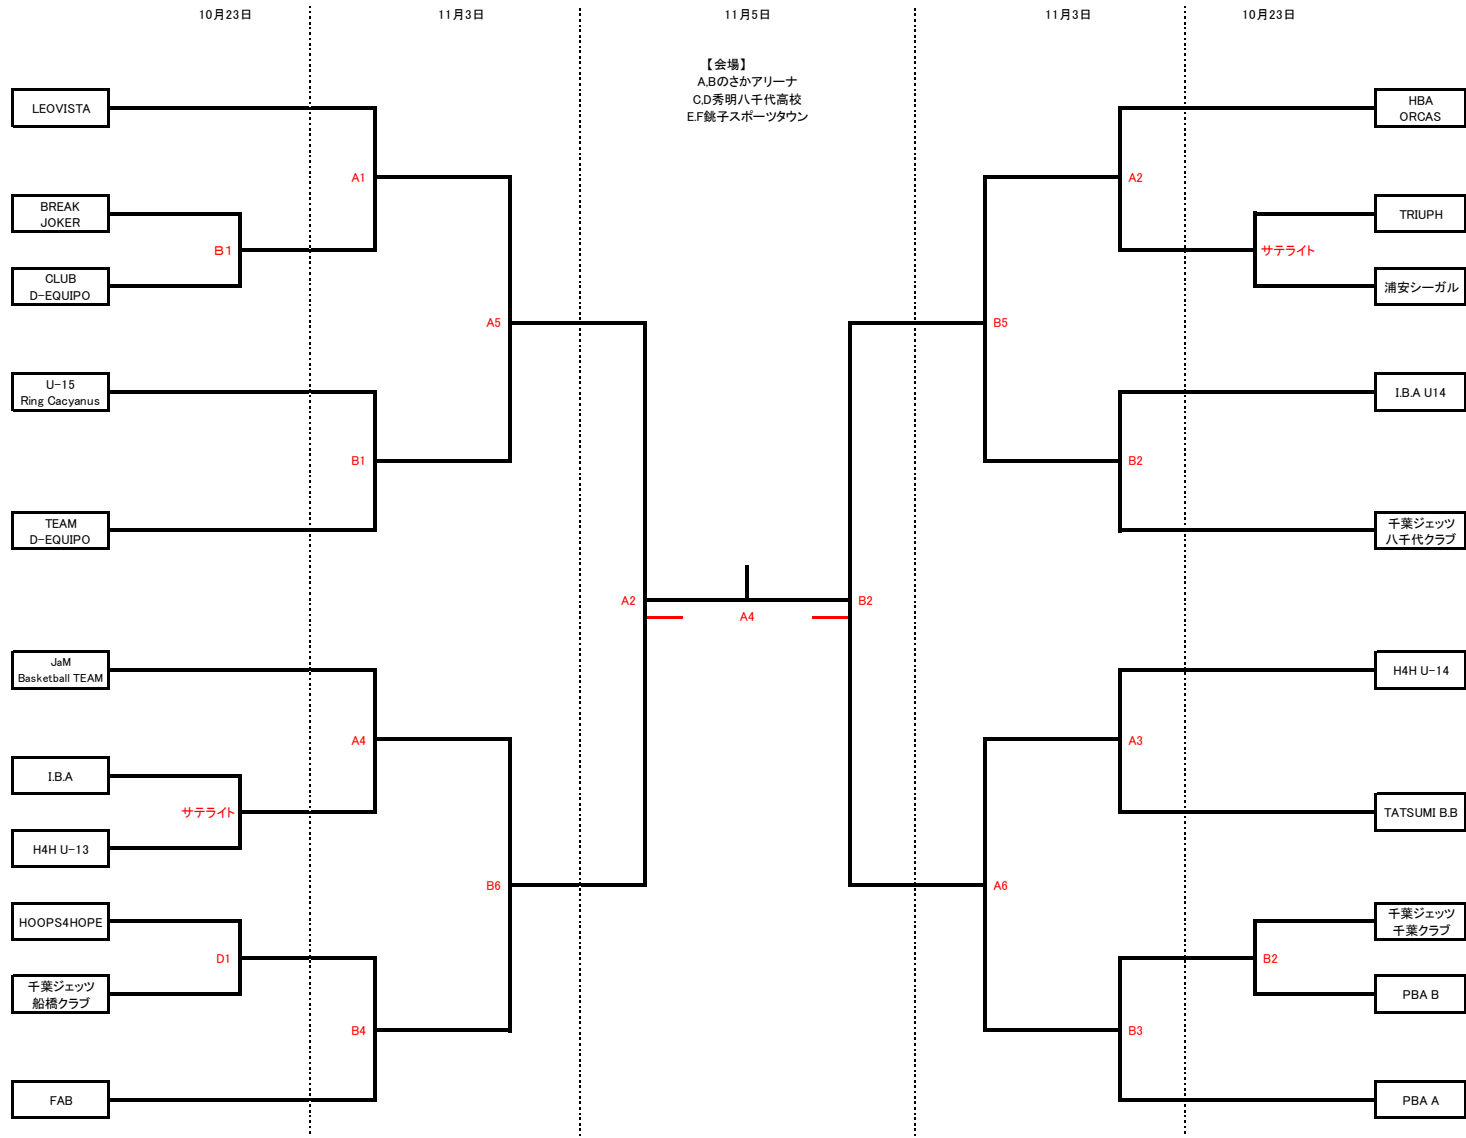 10月23日
11月3日
11月5日
11月3日
10月23日
【会場】
A,Bのさかアリーナ
C,D秀明八千代高校
E.F銚子スポーツタウン
LEOVISTA
A1
BREAK
JOKER
B1
CLUB
D-EQUIPO
A5
U-15
Ring Cacyanus
B1
TEAM
D-EQUIPO
A2
JaM
Basketball TEAM
A4
I.B.A
サテライト
H4H U-13
B6
HOOPS4HOPE
D1
千葉ジェッツ
船橋クラブ
B4
FAB
A4
HBA
ORCAS
A2
TRIUPH
サテライト
浦安シーガル
B5
I.B.A U14
B2
千葉ジェッツ
八千代クラブ
B2
H4H U-14
A3
TATSUMI B.B
A6
千葉ジェッツ
千葉クラブ
B2
PBA B
B3
PBA A